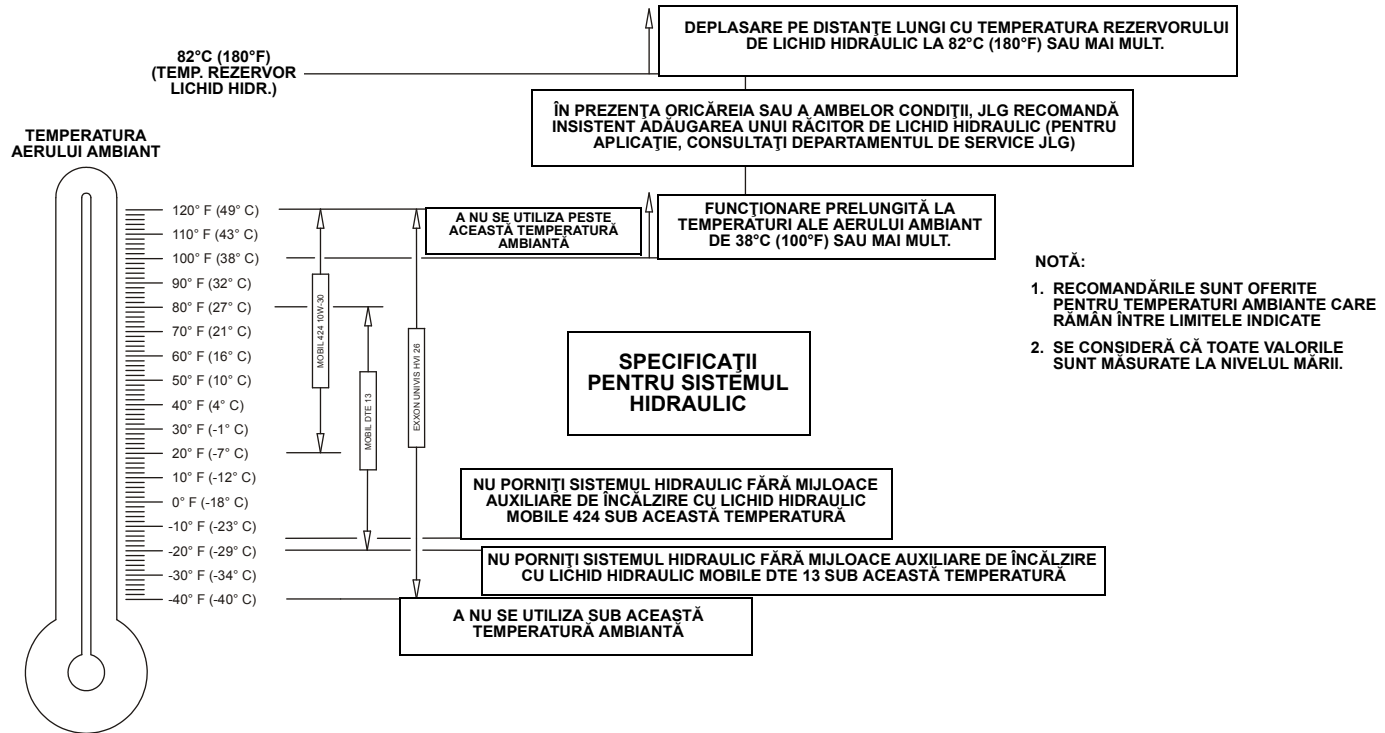 DEPLASARE PE DISTANŢE LUNGI CU TEMPERATURA REZERVORULUI
DE LICHID HIDRAULIC LA 82°C (180°F) SAU MAI MULT.
82°C (180°F)
(TEMP. REZERVOR
LICHID HIDR.)
ÎN PREZENŢA ORICĂREIA SAU A AMBELOR CONDIŢII, JLG RECOMANDĂ
INSISTENT ADĂUGAREA UNUI RĂCITOR DE LICHID HIDRAULIC (PENTRU
APLICAŢIE, CONSULTAŢI DEPARTAMENTUL DE SERVICE JLG)
TEMPERATURA
AERULUI AMBIANT
120° F (49° C)
110° F (43° C)
100° F (38° C)
90° F (32° C)
80° F (27° C)
70° F (21° C)
60° F (16° C)
50° F (10° C)
40° F (4° C)
30° F (-1° C)
20° F (-7° C)
10° F (-12° C)
0° F (-18° C)
-10° F (-23° C)
-20° F (-29° C)
-30° F (-34° C)
-40° F (-40° C)
MOBIL 424 10W-30
MOBIL DTE 13
EXXON UNIVIS HVI 26
A NU SE UTILIZA PESTE
ACEASTĂ TEMPERATURĂ
AMBIANTĂ
FUNCŢIONARE PRELUNGITĂ LA
TEMPERATURI ALE AERULUI AMBIANT
DE 38°C (100°F) SAU MAI MULT.
NOTĂ:
1. RECOMANDĂRILE SUNT OFERITE
PENTRU TEMPERATURI AMBIANTE CARE
RĂMÂN ÎNTRE LIMITELE INDICATE
2. SE CONSIDERĂ CĂ TOATE VALORILE
SUNT MĂSURATE LA NIVELUL MĂRII.
SPECIFICAŢII
PENTRU SISTEMUL
HIDRAULIC
NU PORNIŢI SISTEMUL HIDRAULIC FĂRĂ MIJLOACE
AUXILIARE DE ÎNCĂLZIRE CU LICHID HIDRAULIC
MOBILE 424 SUB ACEASTĂ TEMPERATURĂ
NU PORNIŢI SISTEMUL HIDRAULIC FĂRĂ MIJLOACE AUXILIARE DE ÎNCĂLZIRE
CU LICHID HIDRAULIC MOBILE DTE 13 SUB ACEASTĂ TEMPERATURĂ
A NU SE UTILIZA SUB ACEASTĂ
TEMPERATURĂ AMBIANTĂ